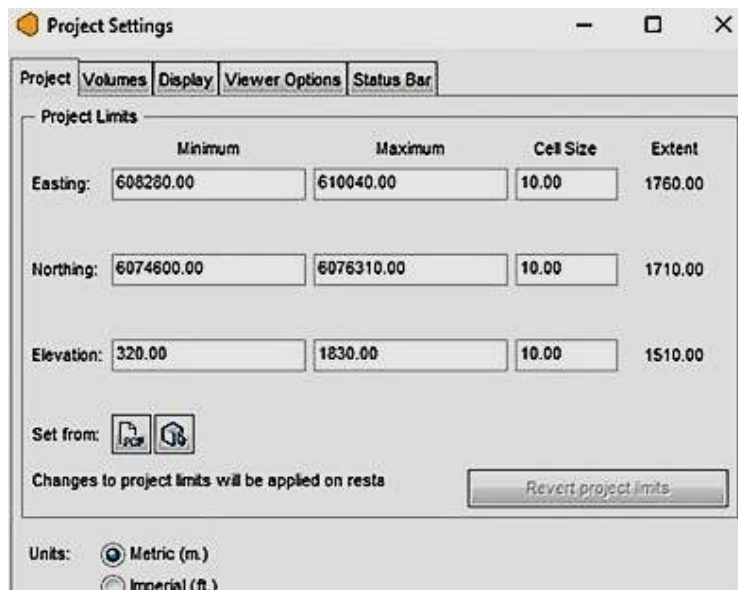 Project Settings
Project Volumes Display Viewer Options Status Bar
Project Limits
Minimum Maximum Cell Size Extent
Easting: 608280.00 610040.00 10.00 1760.00
Northing: 6074600.00 6076310.00 10.00 1710.00
Elevation: 320.00 1830.00 10.00 1510.00
Set from: PCF
Changes to project limits will be applied on resta
Revert project limits
Units: Metric (m.)
Imperial (ft.)